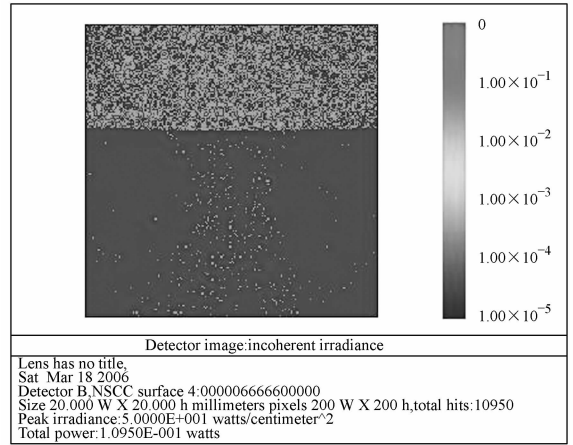 0
1.00×10⁻¹
1.00×10⁻²
1.00×10⁻³
1.00×10⁻⁴
1.00×10⁻⁵
Detector image:incoherent irradiance
Lens has no title,
Sat Mar 18 2006
Detector B,NSCC surface 4:000006666600000
Size 20.000 W X 20.000 h millimeters pixels 200 W X 200 h,total hits:10950
Peak irradiance:5.0000E+001 watts/centimeter^2
Total power:1.0950E-001 watts